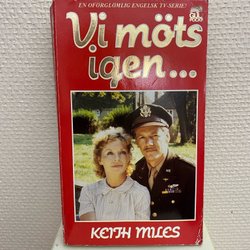 EN OFÖRGLÖMLIG ENGELSK TV-SERIE!
Vi möts
igen...
KEITH MILES